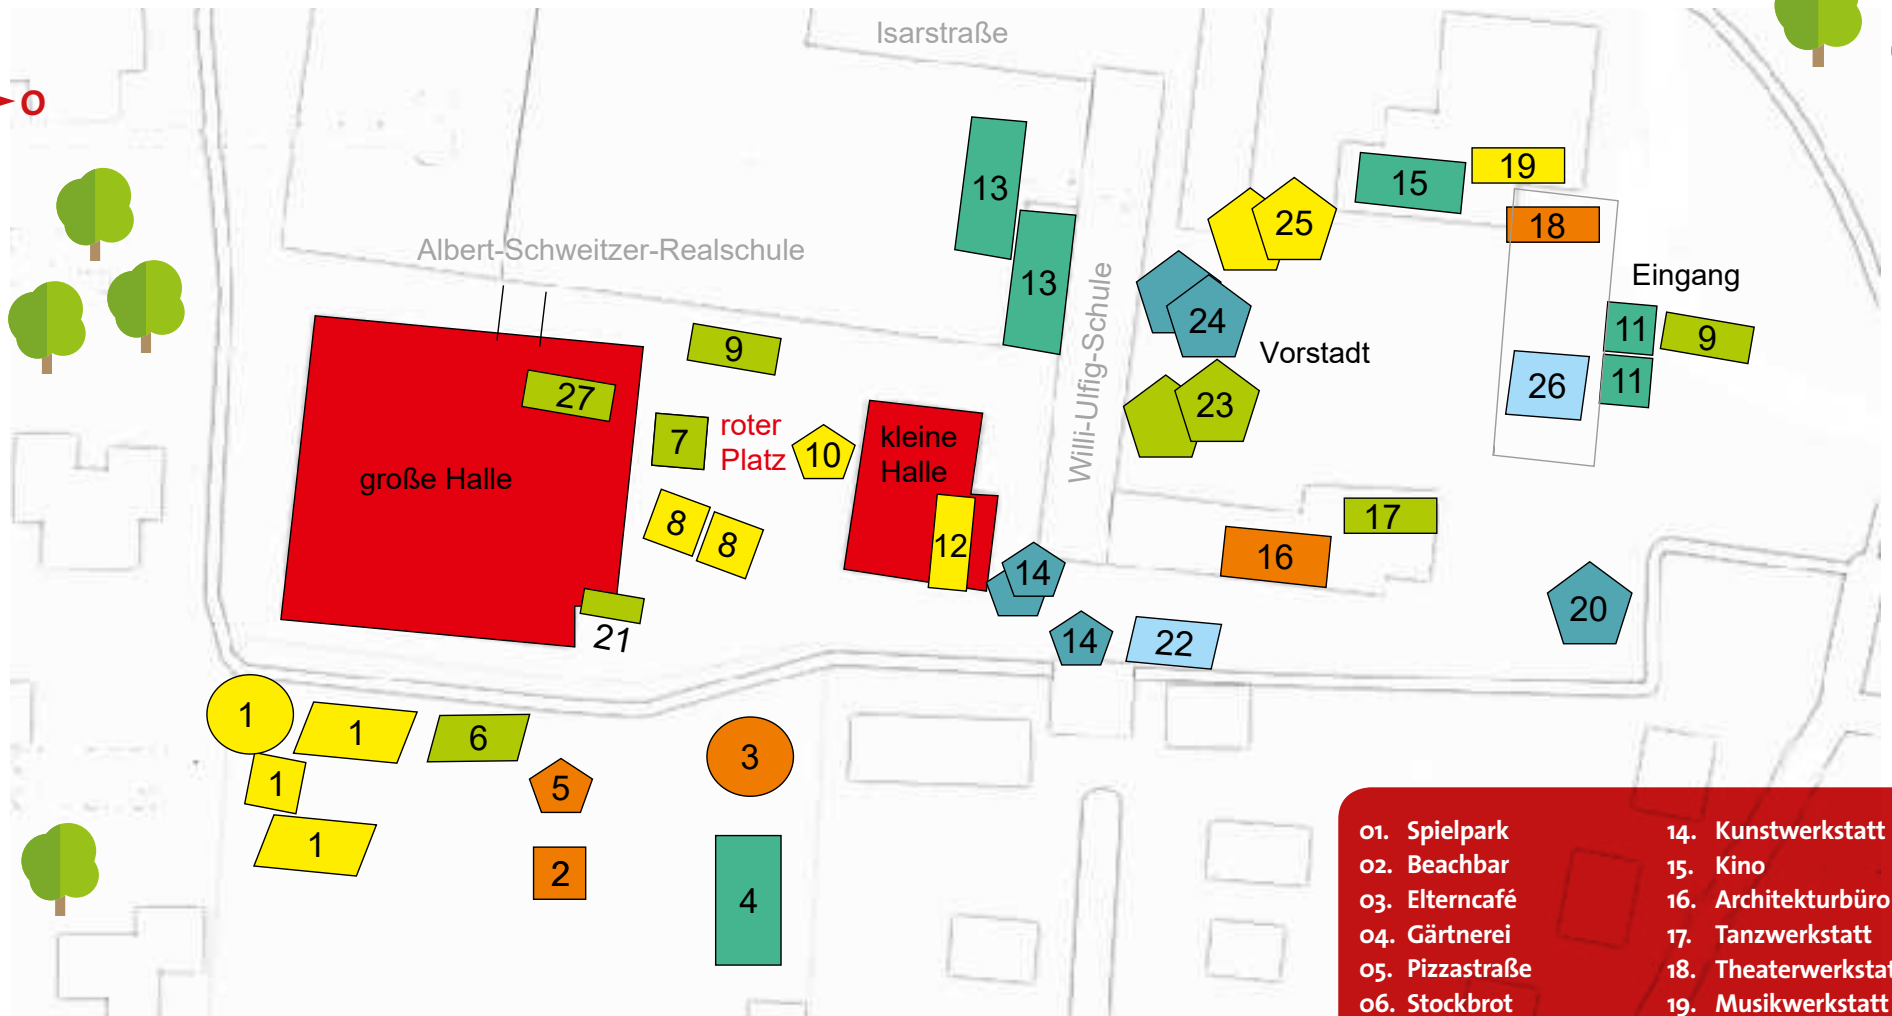 Isarstraße
O
13
15
19
25
18
Albert-Schweitzer-Realschule
Eingang
13
24
11
9
9
Vorstadt
Willi-Ulfig-Schule
27
26
11
23
roter
Platz
7
10
kleine
Halle
große Halle
8
8
12
17
16
14
20
21
14
22
1
1
6
3
5
1
1
2
4
01. Spielpark
02. Beachbar
03. Elterncafé
04. Gärtnerei
05. Pizzastraße
06. Stockbrot
14. Kunstwerkstatt
15. Kino
16. Architekturbüro
17. Tanzwerkstatt
18. Theaterwerkstat
19. Musikwerkstatt